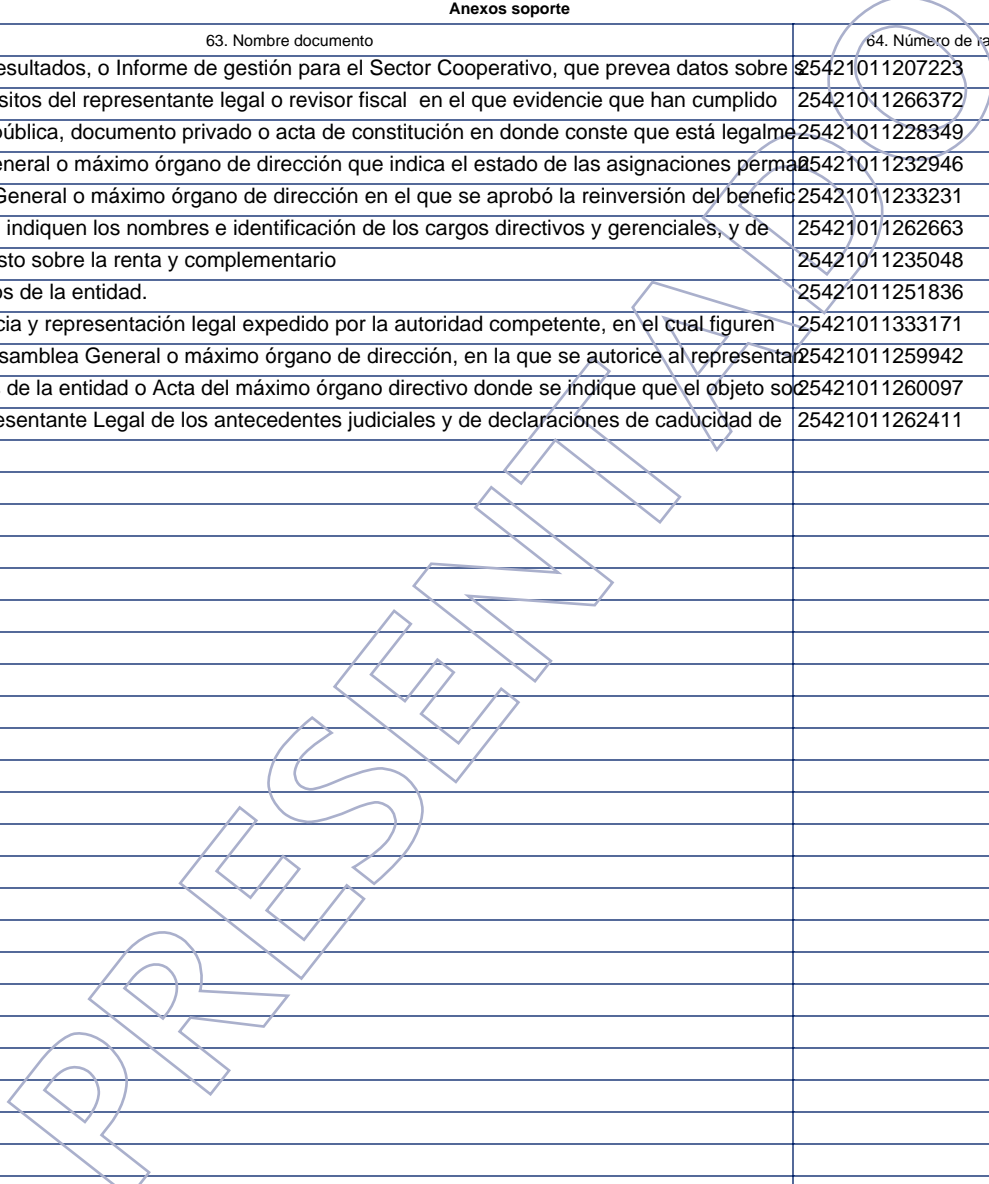 Anexos soporte
63. Nombre documento 64. Número de ra
esultados, o Informe de gestión para el Sector Cooperativo, que prevea datos sobre s 25421011207223
sitos del representante legal o revisor fiscal en el que evidencie que han cumplido 25421011266372
pública, documento privado o acta de constitución en donde conste que está legalme 25421011228349
eneral o máximo órgano de dirección que indica el estado de las asignaciones perman 25421011232946
General o máximo órgano de dirección en el que se aprobó la reinversión del benefic 25421011233231
indiquen los nombres e identificación de los cargos directivos y gerenciales, y de 25421011262663
sto sobre la renta y complementario 25421011235048
os de la entidad. 25421011251836
cia y representación legal expedido por la autoridad competente, en el cual figuren 25421011333171
samblea General o máximo órgano de dirección, en la que se autorice al representan 25421011259942
s de la entidad o Acta del máximo órgano directivo donde se indique que el objeto soc 25421011260097
esentante Legal de los antecedentes judiciales y de declaraciones de caducidad de 25421011262411
PRESENTADO